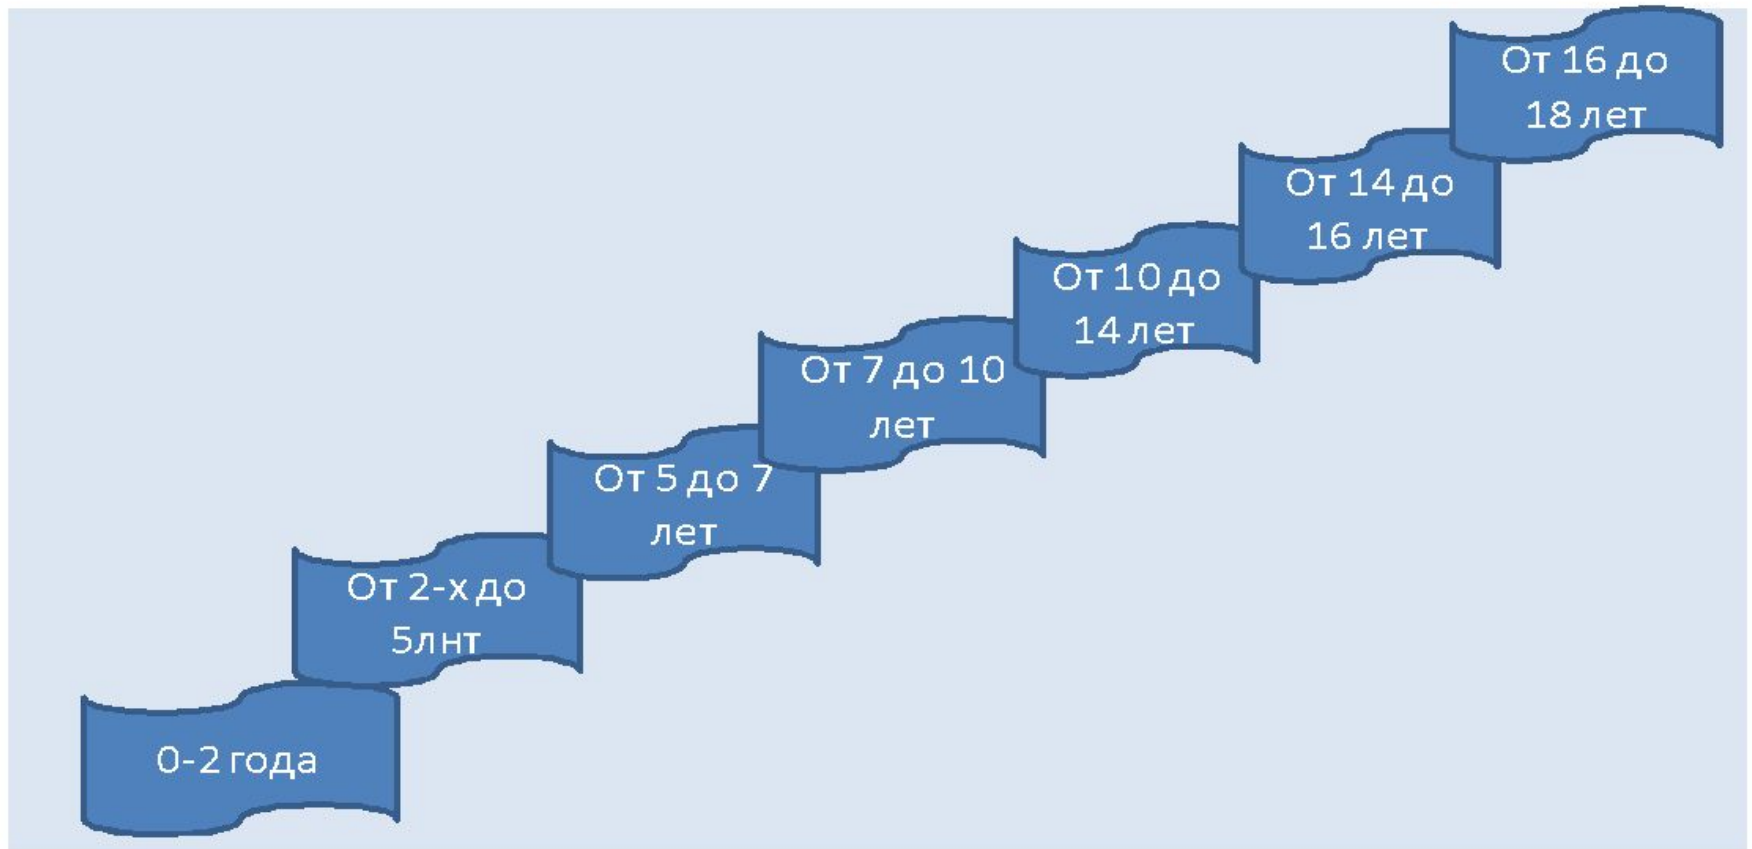 От 16 до
18 лет
От 14 до
16 лет
От 10 до
14 лет
От 7 до 10
лет
От 5 до 7
лет
От 2-х до
5лнт
0-2 года